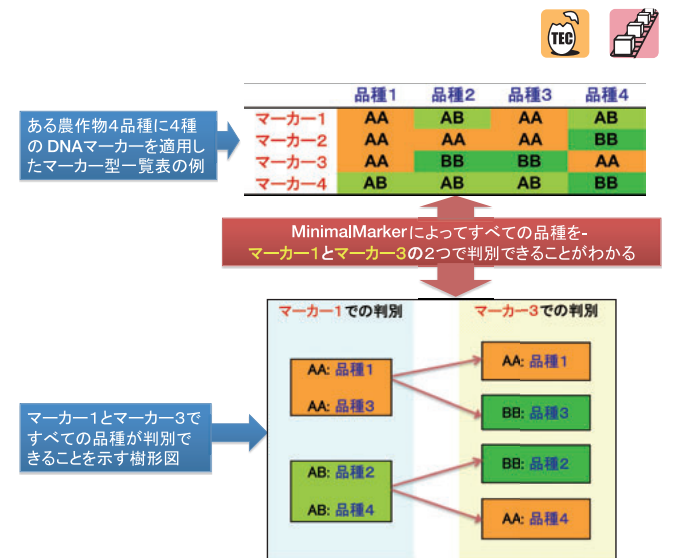 TEC
品種1 品種2 品種3 品種4
マーカー1 AA AB AA AB
マーカー2 AA AA AA BB
マーカー3 AA BB BB AA
マーカー4 AB AB AB BB
ある農作物4品種に4種
の DNAマーカーを適用し
たマーカー型一覧表の例
MinimalMarkerによってすべての品種を-
マーカー1とマーカー3の2つで判別できることがわかる
マーカー1での判別
マーカー3での判別
AA: 品種1
AA: 品種3
AB: 品種2
AB: 品種4
AA: 品種1
BB: 品種3
BB: 品種2
AA: 品種4
マーカー1とマーカー3で
すべての品種が判別で
きることを示す樹形図